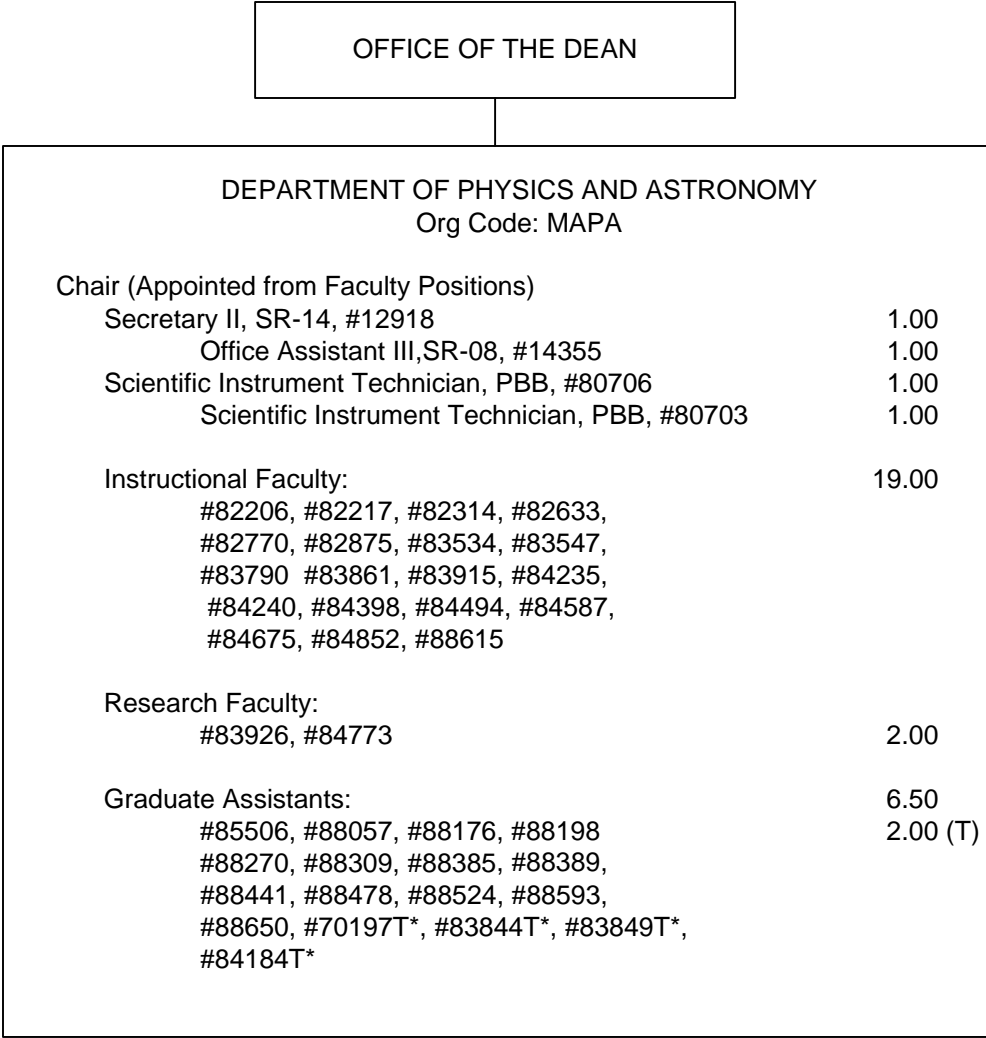 OFFICE OF THE DEAN
DEPARTMENT OF PHYSICS AND ASTRONOMY
Org Code: MAPA
Chair (Appointed from Faculty Positions)
Secretary II, SR-14, #12918 1.00
Office Assistant III,SR-08, #14355 1.00
Scientific Instrument Technician, PBB, #80706 1.00
Scientific Instrument Technician, PBB, #80703 1.00
Instructional Faculty: 19.00
#82206, #82217, #82314, #82633,
#82770, #82875, #83534, #83547,
#83790 #83861, #83915, #84235,
#84240, #84398, #84494, #84587,
#84675, #84852, #88615
Research Faculty:
#83926, #84773 2.00
Graduate Assistants: 6.50
#85506, #88057, #88176, #88198 2.00 (T)
#88270, #88309, #88385, #88389,
#88441, #88478, #88524, #88593,
#88650, #70197T*, #83844T*, #83849T*,
#84184T*